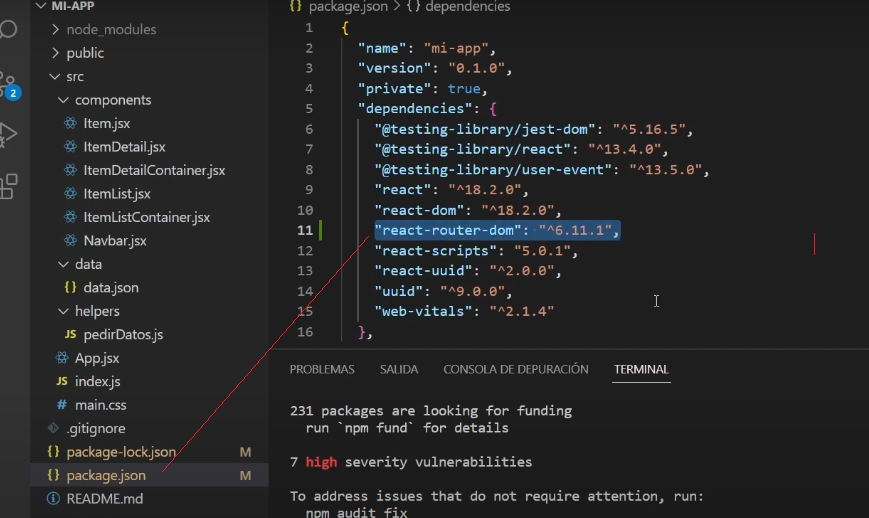 MI-APP
node_modules
public
src
components
Item.jsx
ItemDetail.jsx
ItemDetailContainer.jsx
ItemList.jsx
ItemListContainer.jsx
Navbar.jsx
data
{} data.json
helpers
JS pedirDatos.js
App.jsx
JS index.js
# main.css
.gitignore
{} package-lock.json M
{} package.json M
README.md
2
{} package.json > {} dependencies
1 {
2 "name": "mi-app",
3 "version": "0.1.0",
4 "private": true,
5 "dependencies": {
6 "@testing-library/jest-dom": "^5.16.5",
7 "@testing-library/react": "^13.4.0",
8 "@testing-library/user-event": "^13.5.0",
9 "react": "^18.2.0",
10 "react-dom": "^18.2.0",
11 "react-router-dom": "^6.11.1",
12 "react-scripts": "5.0.1",
13 "react-uuid": "^2.0.0",
14 "uuid": "^9.0.0",
15 "web-vitals": "^2.1.4"
16 },
PROBLEMAS SALIDA CONSOLA DE DEPURACIÓN TERMINAL
231 packages are looking for funding
run `npm fund` for details
7 high severity vulnerabilities
To address issues that do not require attention, run:
npm audit fix